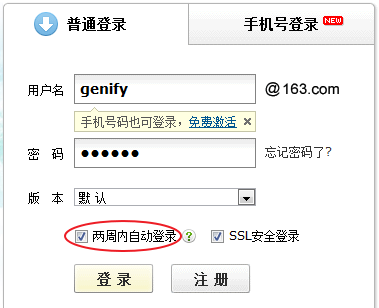 普通登录 手机号登录 NEW
用户名 genify @163.com
手机号码也可登录，免费激活 ×
密 码 ●●●●●● 忘记密码了?
版 本 默认
两周内自动登录 ? SSL安全登录
登 录 注 册